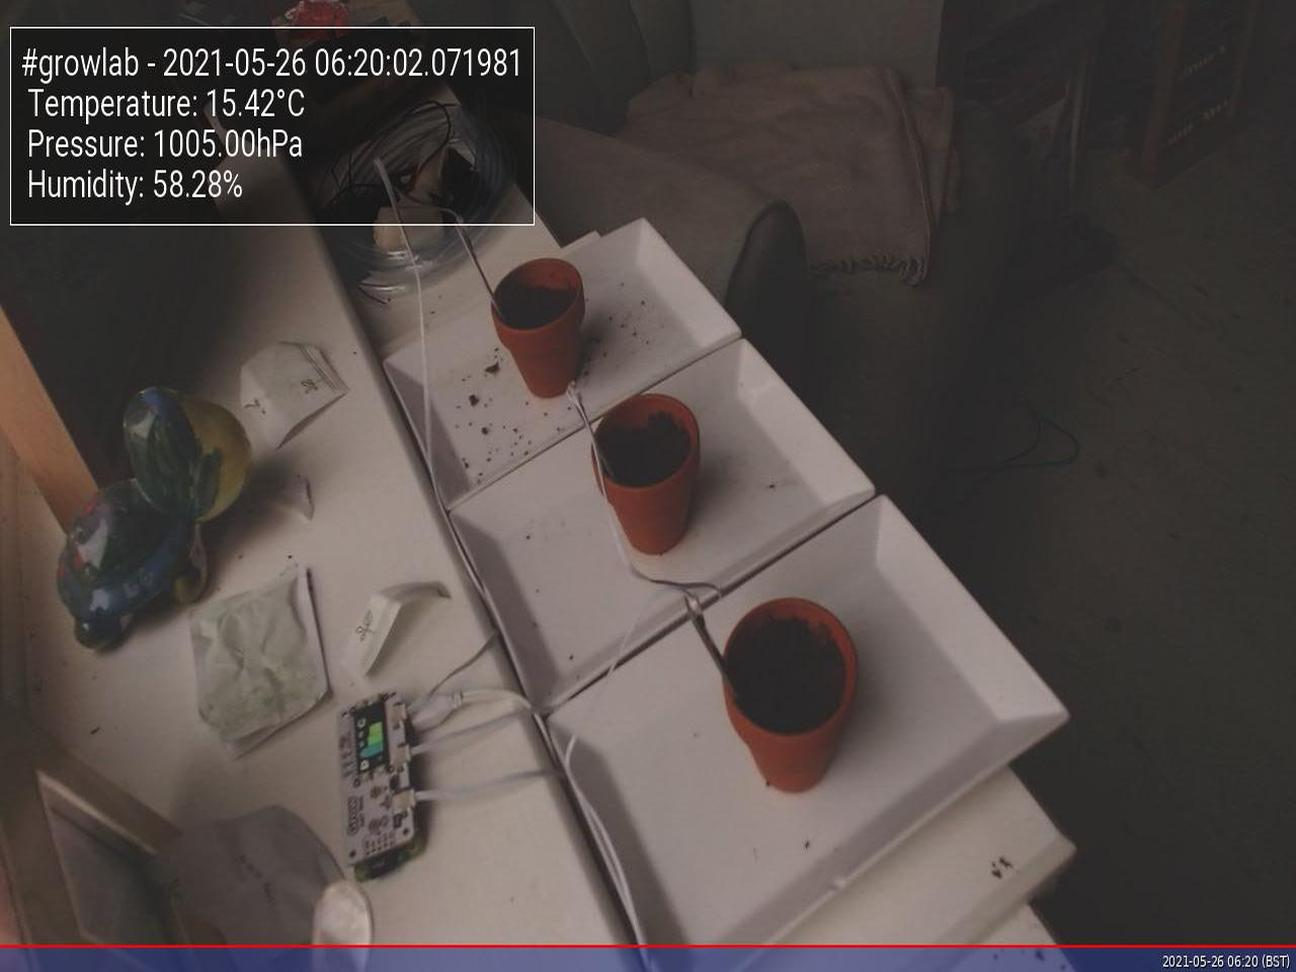 #growlab - 2021-05-26 06:20:02.071981
Temperature: 15.42°C
Pressure: 1005.00hPa
Humidity: 58.28%
2021-05-26 06:20 (BST)